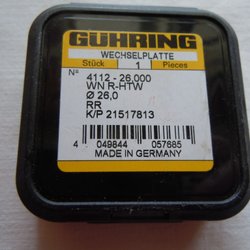 GÜHRING
WECHSELPLATTE
Stück 1 Pieces
N° 4112 - 26,000
WN R-HTW
Ø 26,0
RR
K/P 21517813
4 049844 057685
MADE IN GERMANY